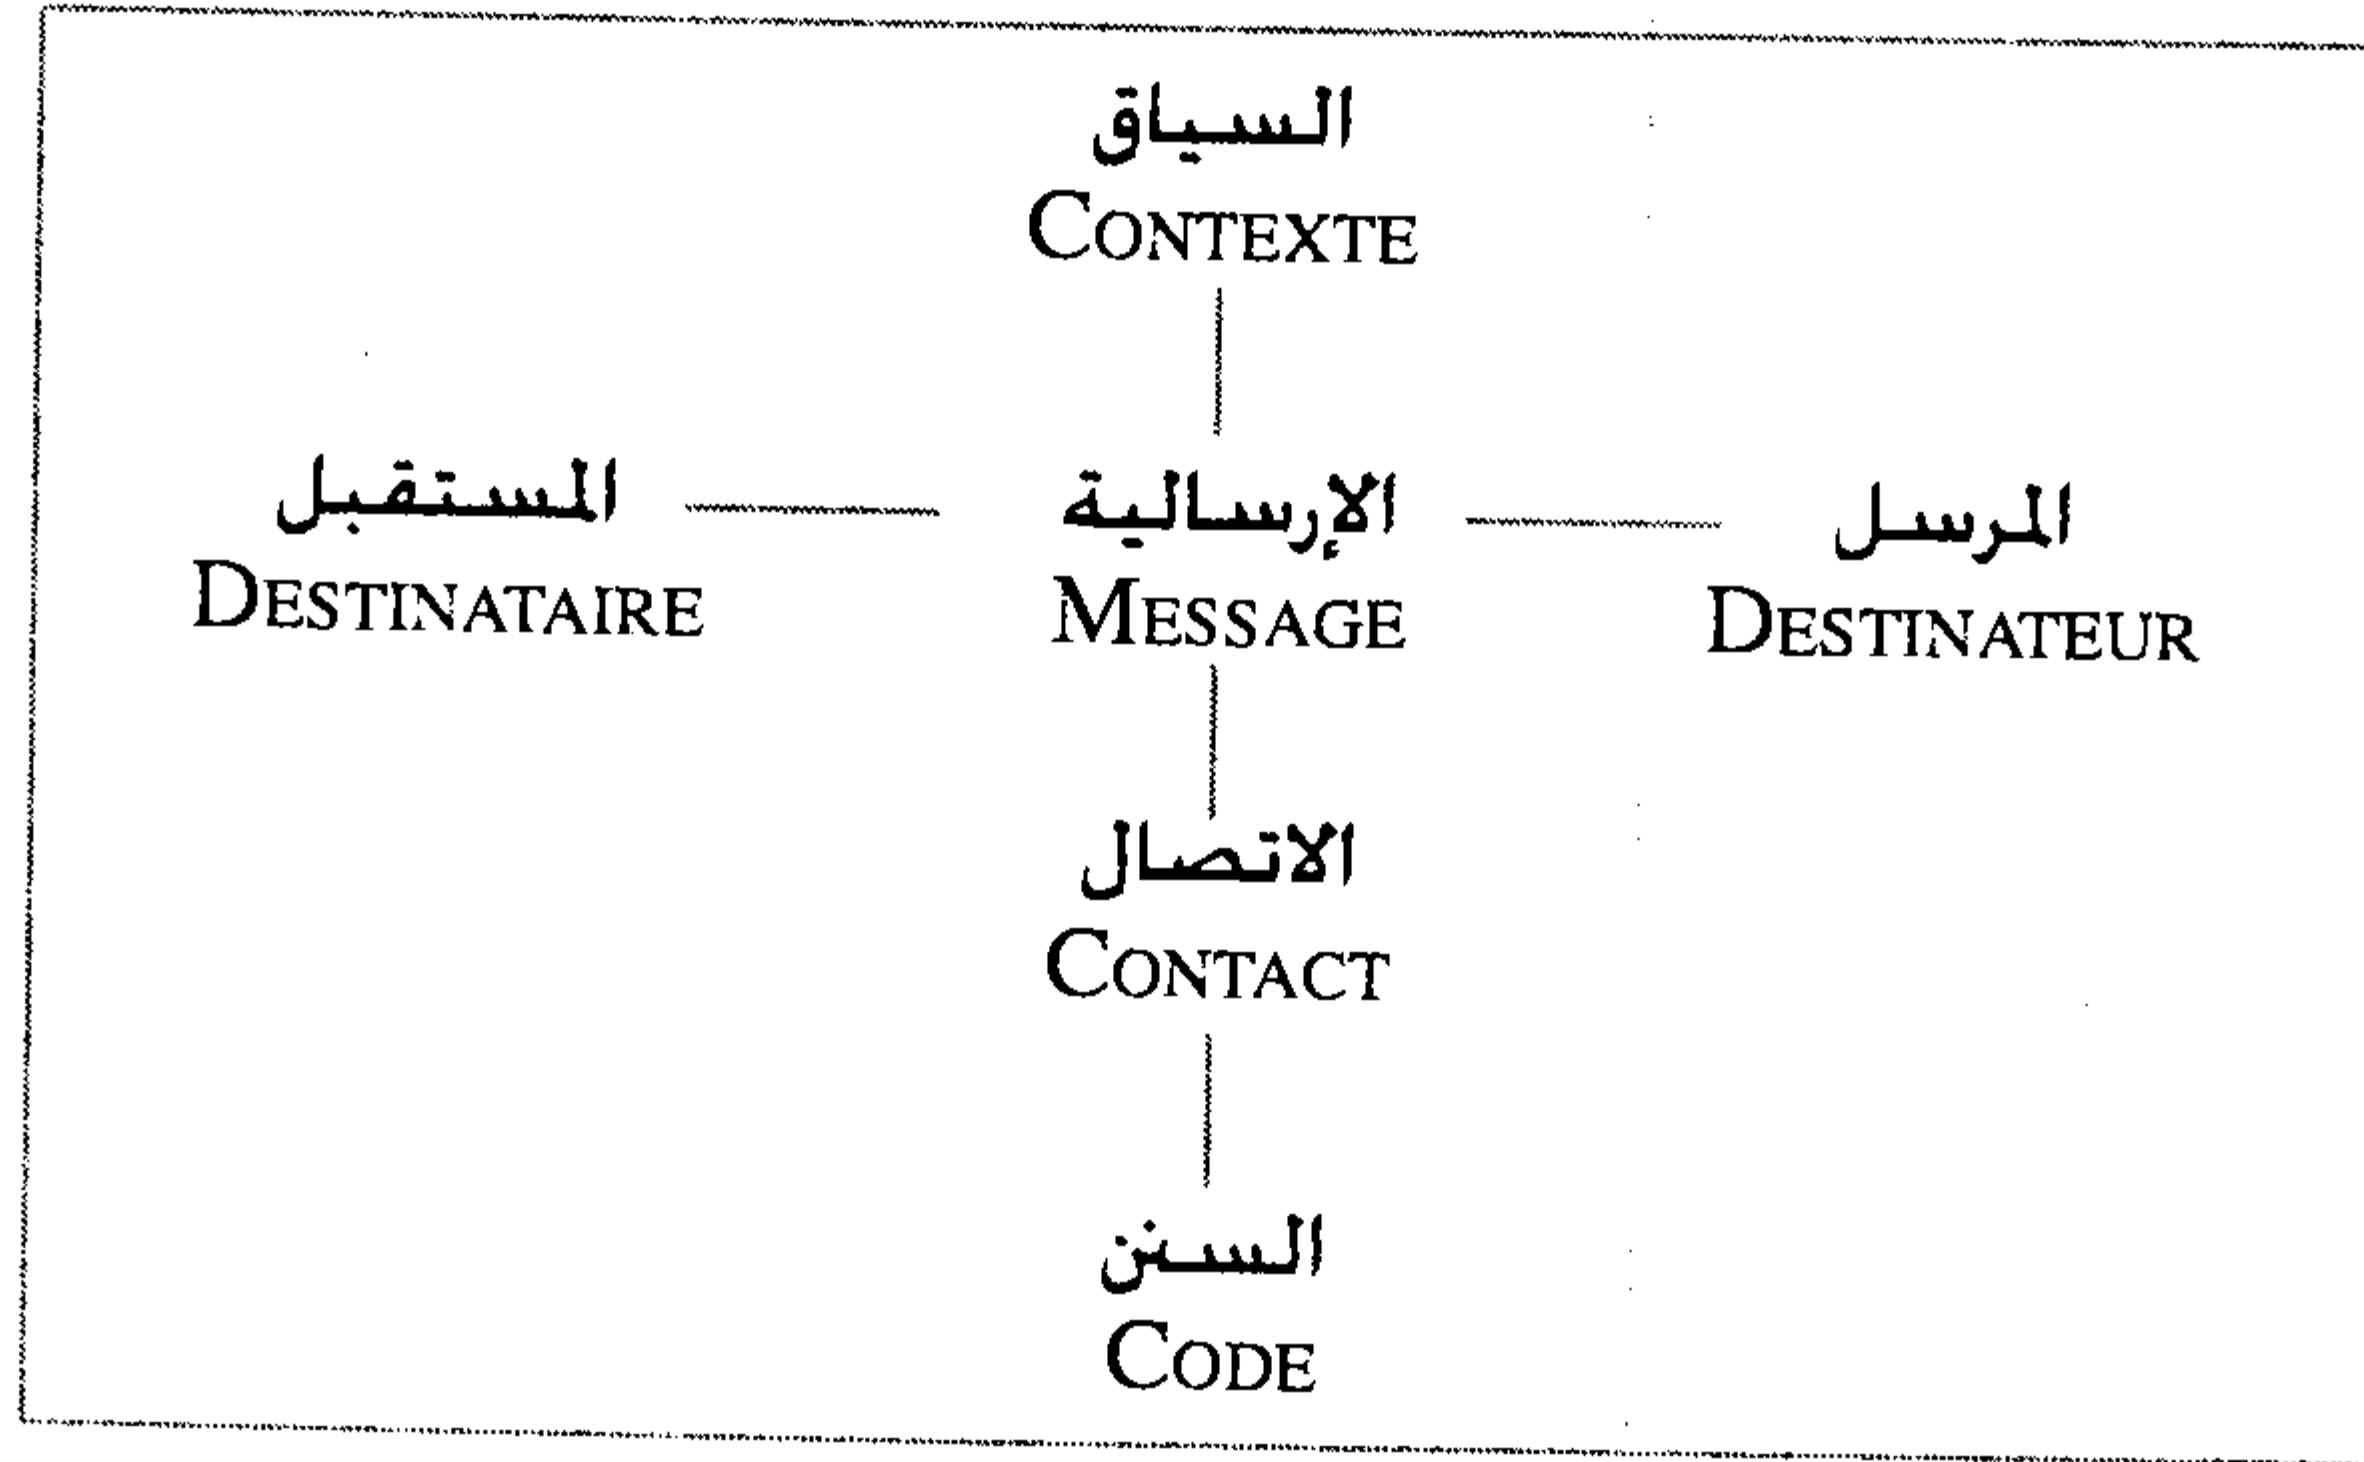 السياق
CONTEXTE
المرسل
DESTINATEUR
الإرسالية
MESSAGE
المستقبل
DESTINATAIRE
الاتصال
CONTACT
السنن
CODE